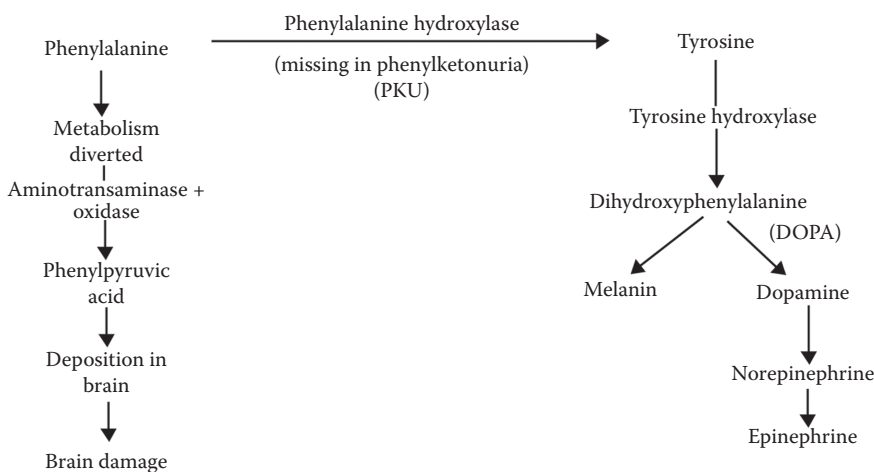 Phenylalanine
Phenylalanine hydroxylase
(missing in phenylketonuria)
(PKU)
Tyrosine
Metabolism
diverted
Aminotransaminase +
oxidase
Phenylpyruvic
acid
Deposition in
brain
Brain damage
Tyrosine hydroxylase
Dihydroxyphenylalanine
(DOPA)
Melanin
Dopamine
Norepinephrine
Epinephrine